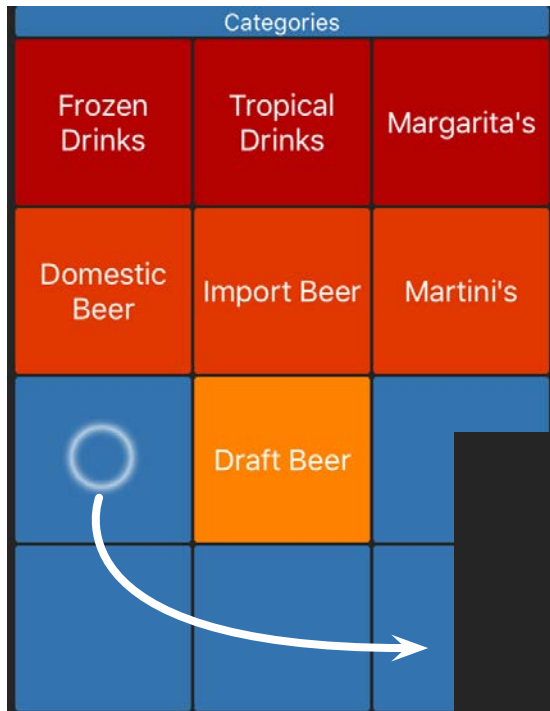 Categories
Frozen
Drinks
Tropical
Drinks
Margarita's
Domestic
Beer
Import Beer
Martini's
Draft Beer